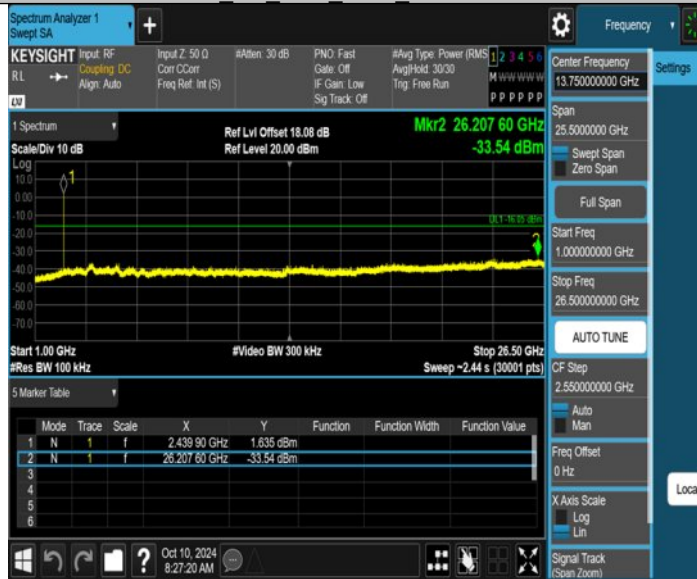 Spectrum Analyzer 1
Swept SA
Frequency
Settings
KEYSIGHT
RL
Input: RF
Coupling: DC
Align: Auto
Input Z: 50 Ω
Corr CCorr
Freq Ref: Int (S)
#Atten: 30 dB
PNO: Fast
Gate: Off
IF Gain: Low
Sig Track: Off
#Avg Type: Power (RMS
Avg|Hold: 30/30
Trig: Free Run
1 2 3 4 5 6
M W W W W W
P P P P P P
LXI
1 Spectrum
Scale/Div 10 dB
Ref Lvl Offset 18.08 dB
Ref Level 20.00 dBm
Mkr2 26.207 60 GHz
-33.54 dBm
Log
10.0
0.00
-10.0
-20.0
-30.0
-40.0
-50.0
-60.0
-70.0
1
DL1 -16.05 dBm
2
Start 1.00 GHz
#Res BW 100 kHz
#Video BW 300 kHz
Stop 26.50 GHz
Sweep ~2.44 s (30001 pts)
5 Marker Table
Mode Trace Scale X Y Function Function Width Function Value
1 N 1 f 2.439 90 GHz 1.635 dBm
2 N 1 f 26.207 60 GHz -33.54 dBm
3
4
5
6
Oct 10, 2024
8:27:20 AM
Center Frequency
13.750000000 GHz
Span
25.5000000 GHz
Swept Span
Zero Span
Full Span
Start Freq
1.000000000 GHz
Stop Freq
26.500000000 GHz
AUTO TUNE
CF Step
2.550000000 GHz
Auto
Man
Freq Offset
0 Hz
X Axis Scale
Log
Lin
Signal Track
(Span Zoom)
Loca